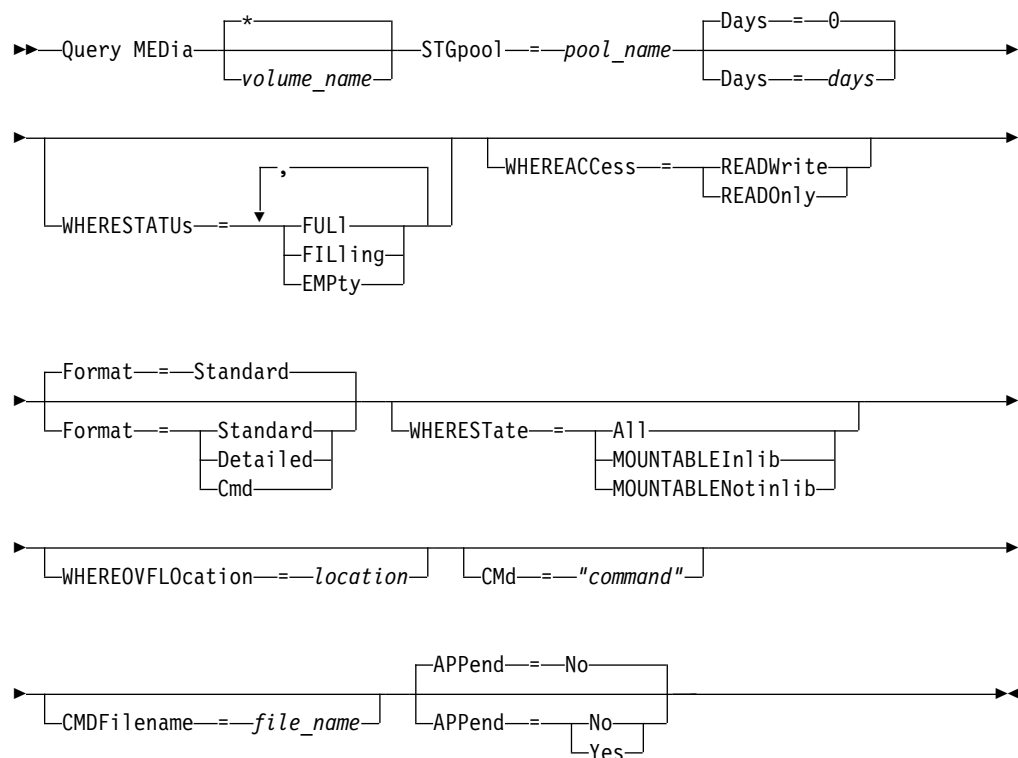 * Days = 0
Query MEDia STGpool = pool_name
volume_name Days = days
, WHEREACCess = READWrite
READOnly
WHERESTATUs = FULl
FILling
EMPty
Format = Standard
Format = Standard WHERESTate = All
Detailed MOUNTABLEInlib
Cmd MOUNTABLENotinlib
WHEREOVFLOcation = location CMd = "command"
APPend = No
CMDFilename = file_name APPend = No
Yes